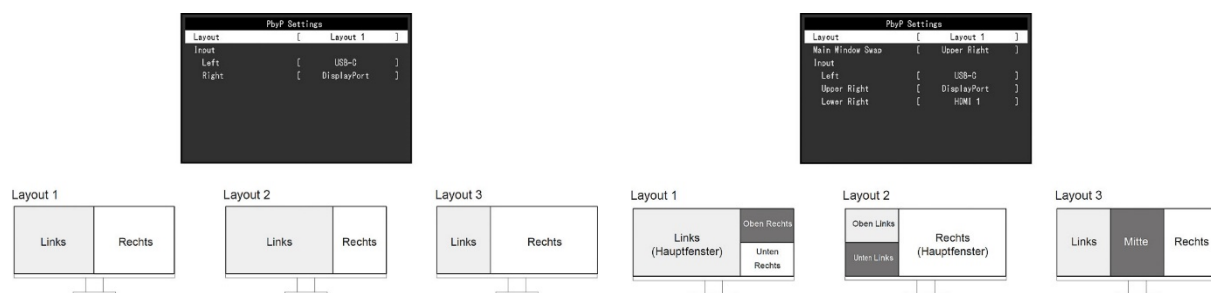 PbyP Settings
Layout [ Layout 1 ]
Input
Left [ USB-C ]
Right [ DisplayPort ]
PbyP Settings
Layout [ Layout 1 ]
Main Window Swap [ Upper Right ]
Input
Left [ USB-C ]
Upper Right [ DisplayPort ]
Lower Right [ HDMI 1 ]
Layout 1
Links
Rechts
Layout 2
Links
Rechts
Layout 3
Links
Rechts
Layout 1
Links
(Hauptfenster)
Oben Rechts
Unten
Rechts
Layout 2
Oben Links
Unten Links
Rechts
(Hauptfenster)
Layout 3
Links
Mitte
Rechts